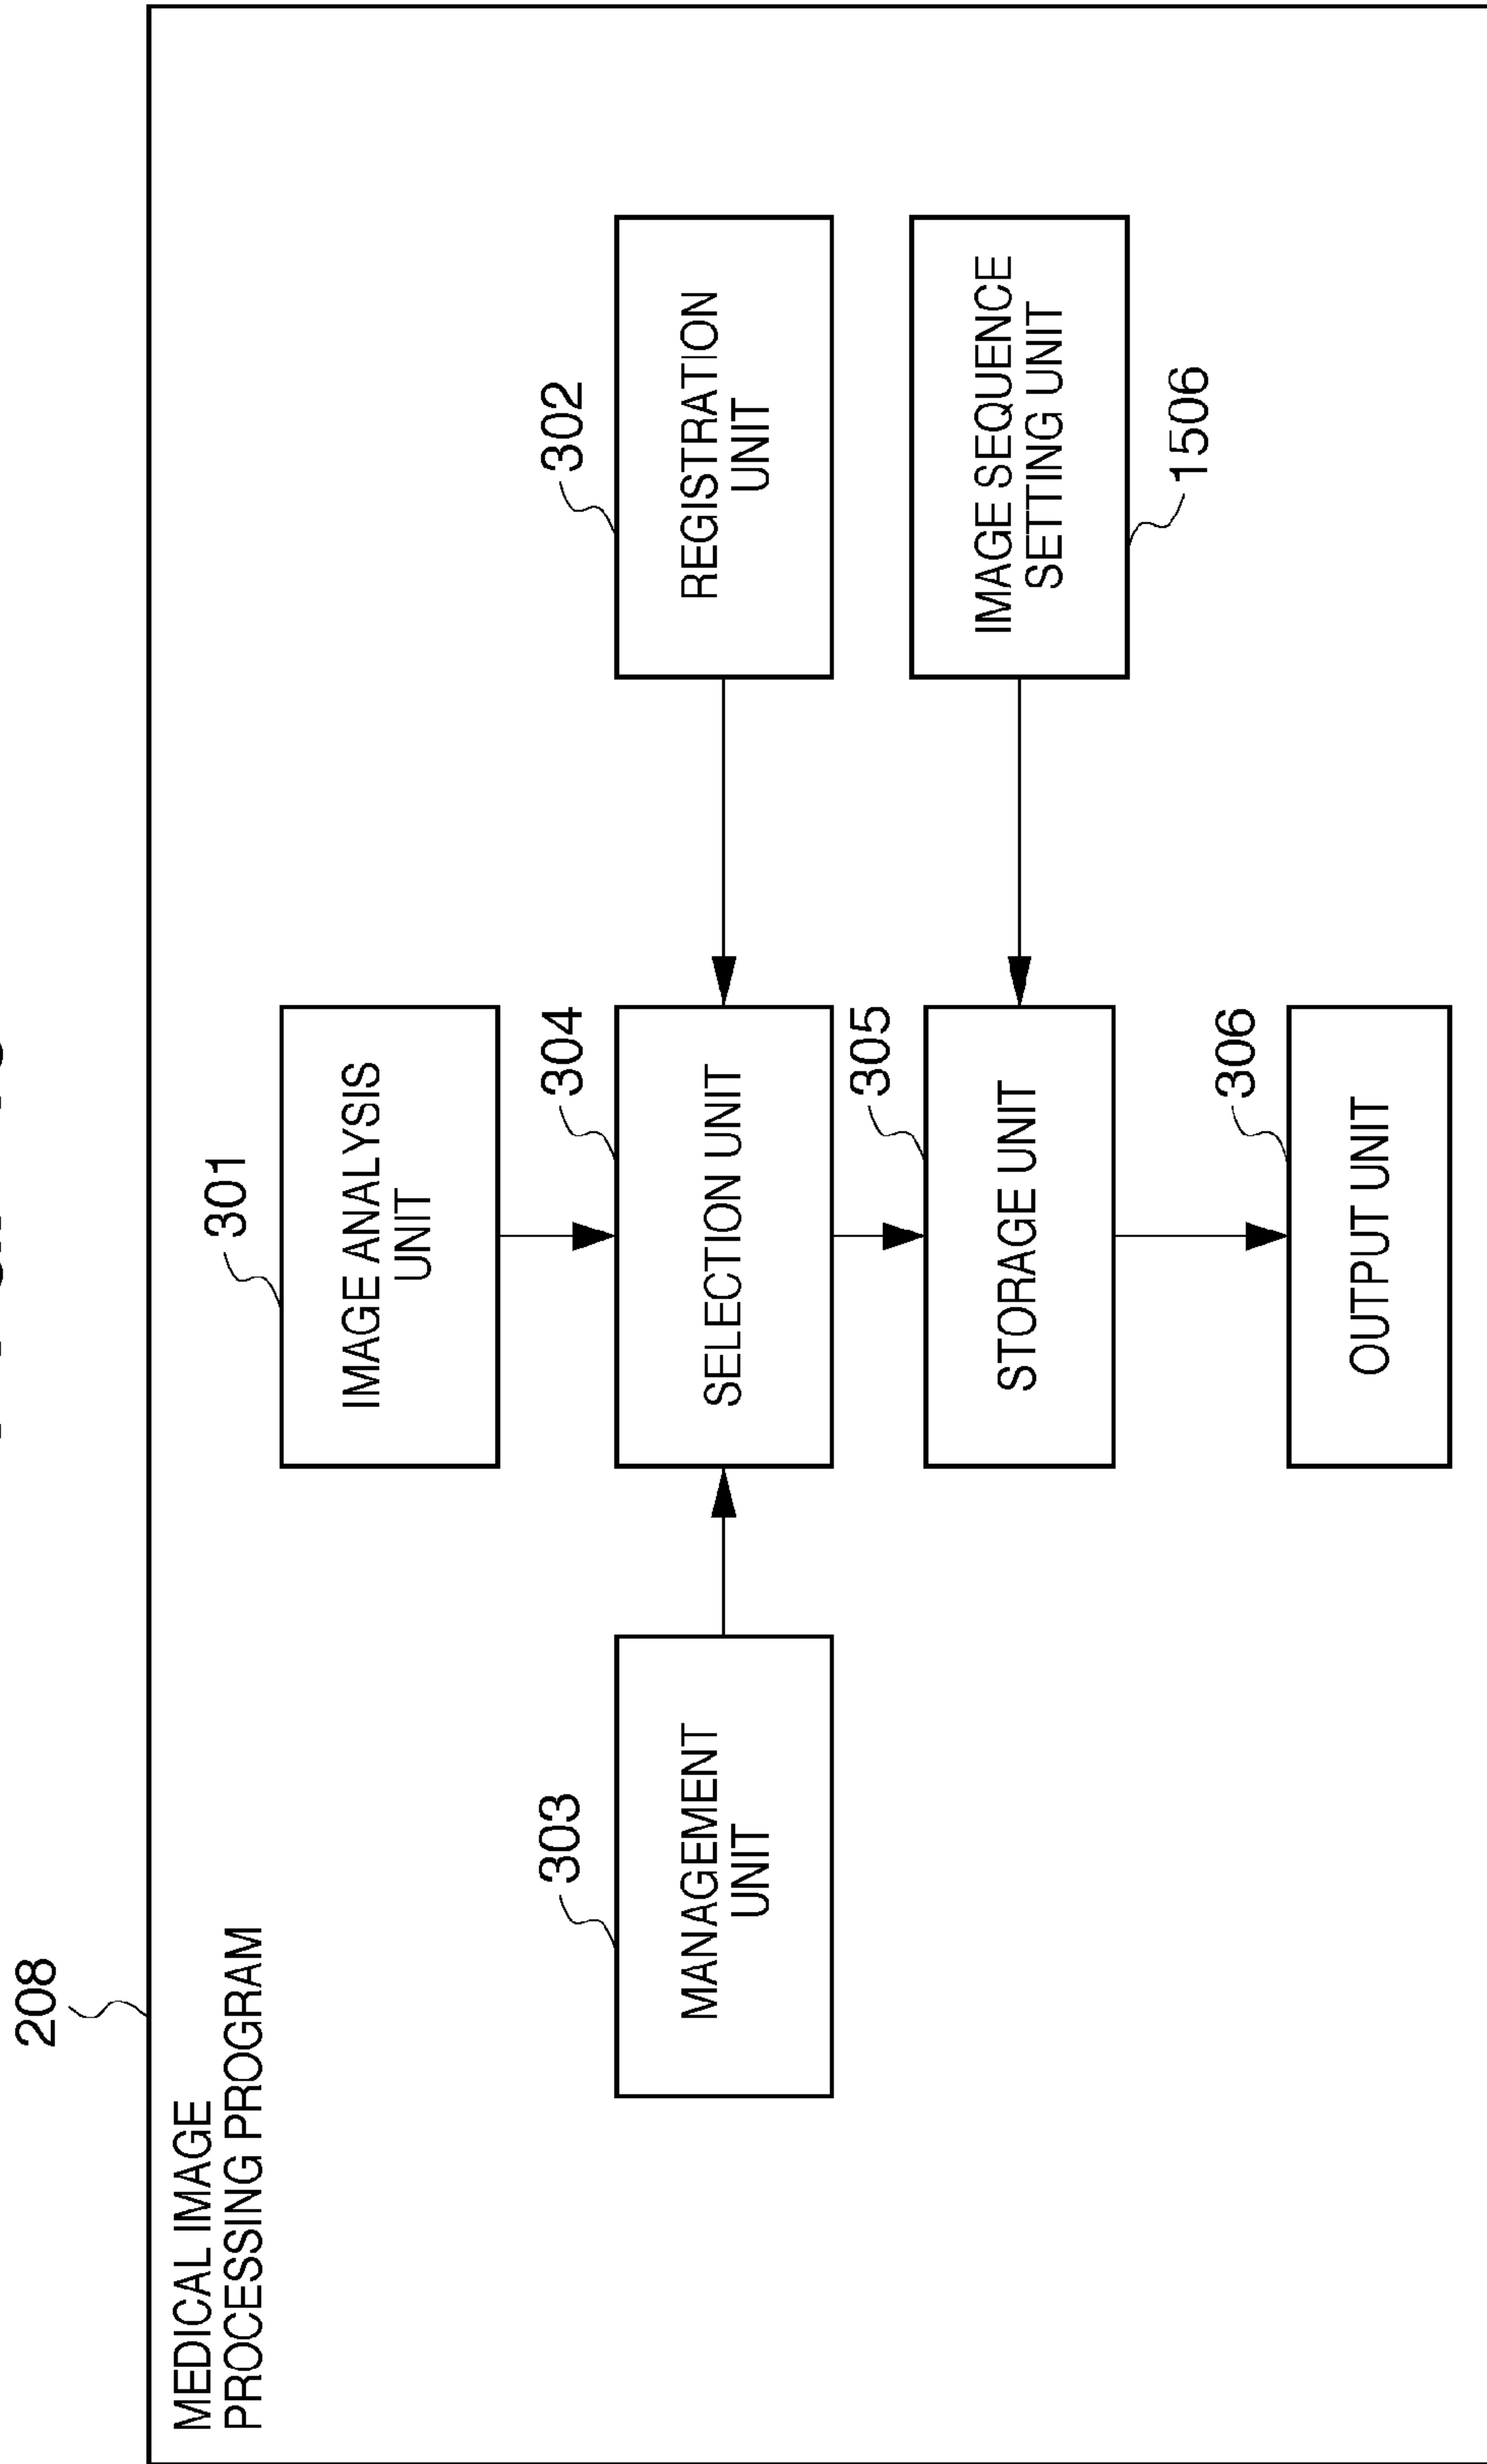 208
MEDICAL IMAGE
PROCESSING PROGRAM
301
IMAGE ANALYSIS
UNIT
303
MANAGEMENT
UNIT
304
SELECTION UNIT
302
REGISTRATION
UNIT
305
STORAGE UNIT
IMAGE SEQUENCE
SETTING UNIT
1506
306
OUTPUT UNIT